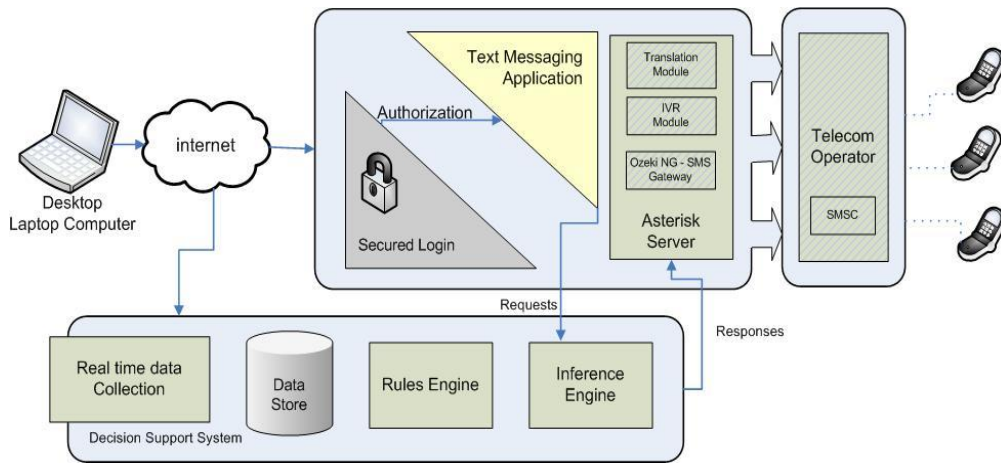 Desktop
Laptop Computer
internet
Text Messaging
Application
Authorization
Secured Login
Translation
Module
IVR
Module
Ozeki NG - SMS
Gateway
Asterisk
Server
Telecom
Operator
SMSC
Requests
Responses
Real time data
Collection
Data
Store
Rules Engine
Inference
Engine
Decision Support System